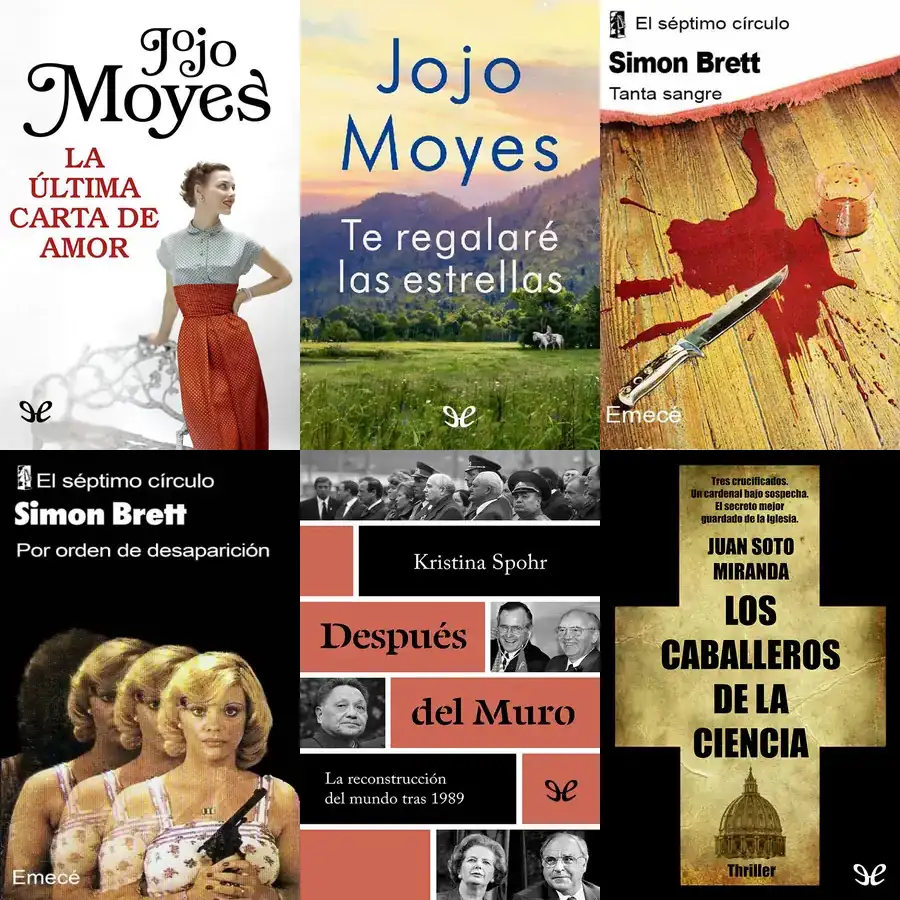 Jojo
Moyes
LA
ÚLTIMA
CARTA DE
AMOR
Jojo
Moyes
Te regalaré
las estrellas
El séptimo círculo
Simon Brett
Tanta sangre
Emecé
El séptimo círculo
Simon Brett
Por orden de desaparición
Emecé
Kristina Spohr
Después
del Muro
La reconstrucción
del mundo tras 1989
Tres crucificados.
Un cardenal bajo sospecha.
El secreto mejor
guardado de la Iglesia.
JUAN SOTO
MIRANDA
LOS
CABALLEROS
DE LA
CIENCIA
Thriller